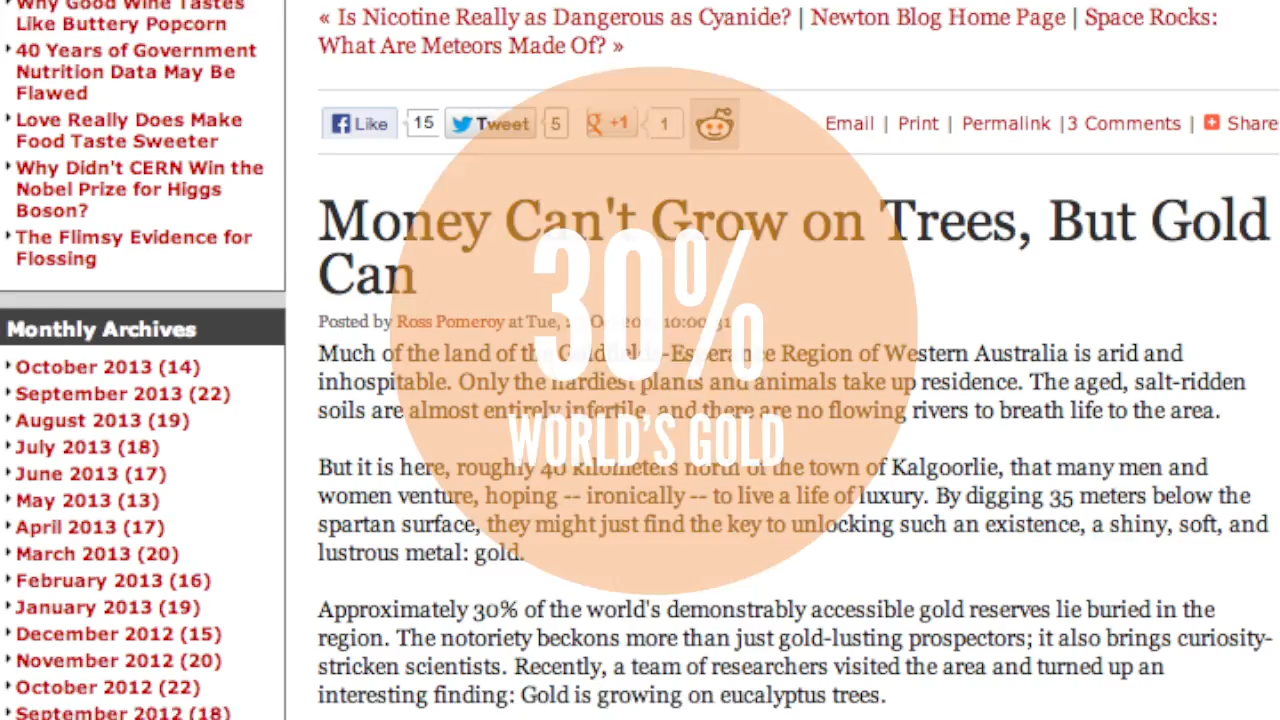 Why Good Wine Tastes
Like Buttery Popcorn
40 Years of Government
Nutrition Data May Be
Flawed
Love Really Does Make
Food Taste Sweeter
Why Didn't CERN Win the
Nobel Prize for Higgs
Boson?
The Flimsy Evidence for
Flossing
Monthly Archives
October 2013 (14)
September 2013 (22)
August 2013 (19)
July 2013 (18)
June 2013 (17)
May 2013 (13)
April 2013 (17)
March 2013 (20)
February 2013 (16)
January 2013 (19)
December 2012 (15)
November 2012 (20)
October 2012 (22)
September 2012 (18)
« Is Nicotine Really as Dangerous as Cyanide? | Newton Blog Home Page | Space Rocks:
What Are Meteors Made Of? »
Like 15 Tweet 5 +1 1 Email | Print | Permalink |3 Comments | Share
Money Can't Grow on Trees, But Gold
Can
Posted by Ross Pomeroy at Tue,
Much of the land of the Goldfields-Esperance Region of Western Australia is arid and
inhospitable. Only the hardiest plants and animals take up residence. The aged, salt-ridden
soils are almost entirely infertile, and there are no flowing rivers to breath life to the area.
But it is here, roughly 40 kilometers north of the town of Kalgoorlie, that many men and
women venture, hoping -- ironically -- to live a life of luxury. By digging 35 meters below the
spartan surface, they might just find the key to unlocking such an existence, a shiny, soft, and
lustrous metal: gold.
Approximately 30% of the world's demonstrably accessible gold reserves lie buried in the
region. The notoriety beckons more than just gold-lusting prospectors; it also brings curiosity-
stricken scientists. Recently, a team of researchers visited the area and turned up an
interesting finding: Gold is growing on eucalyptus trees.
30%
WORLD'S GOLD